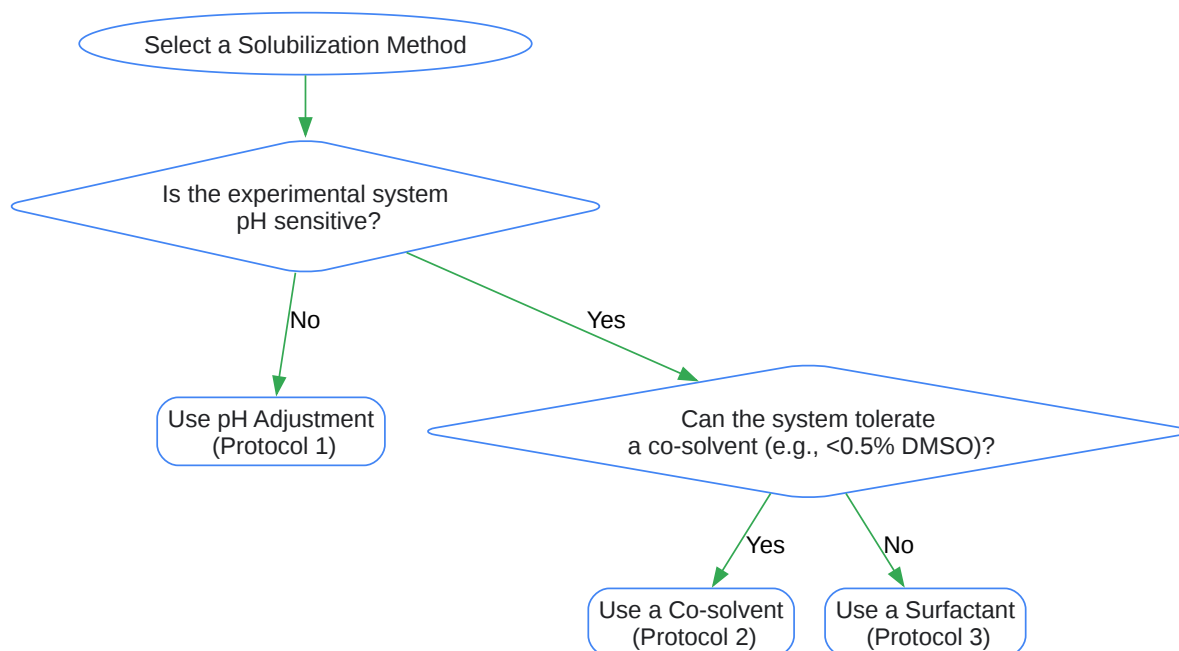 Select a Solubilization Method
Is the experimental system
pH sensitive?
No
Yes
Use pH Adjustment
(Protocol 1)
Can the system tolerate
a co-solvent (e.g., <0.5% DMSO)?
Yes
No
Use a Co-solvent
(Protocol 2)
Use a Surfactant
(Protocol 3)